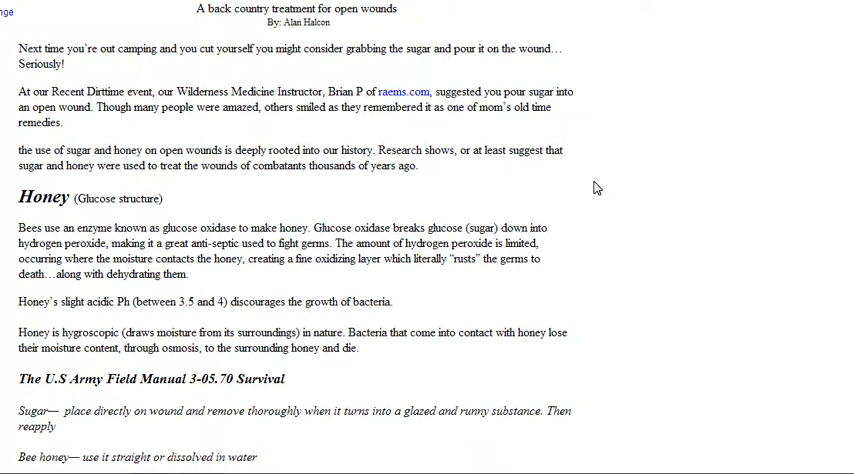 nge
A back country treatment for open wounds
By: Alan Halcon
Next time you're out camping and you cut yourself you might consider grabbing the sugar and pour it on the wound…
Seriously!
At our Recent Dirttime event, our Wilderness Medicine Instructor, Brian P of raems.com, suggested you pour sugar into
an open wound. Though many people were amazed, others smiled as they remembered it as one of mom's old time
remedies.
the use of sugar and honey on open wounds is deeply rooted into our history. Research shows, or at least suggest that
sugar and honey were used to treat the wounds of combatants thousands of years ago.
Honey (Glucose structure)
Bees use an enzyme known as glucose oxidase to make honey. Glucose oxidase breaks glucose (sugar) down into
hydrogen peroxide, making it a great anti-septic used to fight germs. The amount of hydrogen peroxide is limited,
occurring where the moisture contacts the honey, creating a fine oxidizing layer which literally “rusts” the germs to
death…along with dehydrating them.
Honey's slight acidic Ph (between 3.5 and 4) discourages the growth of bacteria.
Honey is hygroscopic (draws moisture from its surroundings) in nature. Bacteria that come into contact with honey lose
their moisture content, through osmosis, to the surrounding honey and die.
The U.S Army Field Manual 3-05.70 Survival
Sugar— place directly on wound and remove thoroughly when it turns into a glazed and runny substance. Then
reapply
Bee honey— use it straight or dissolved in water